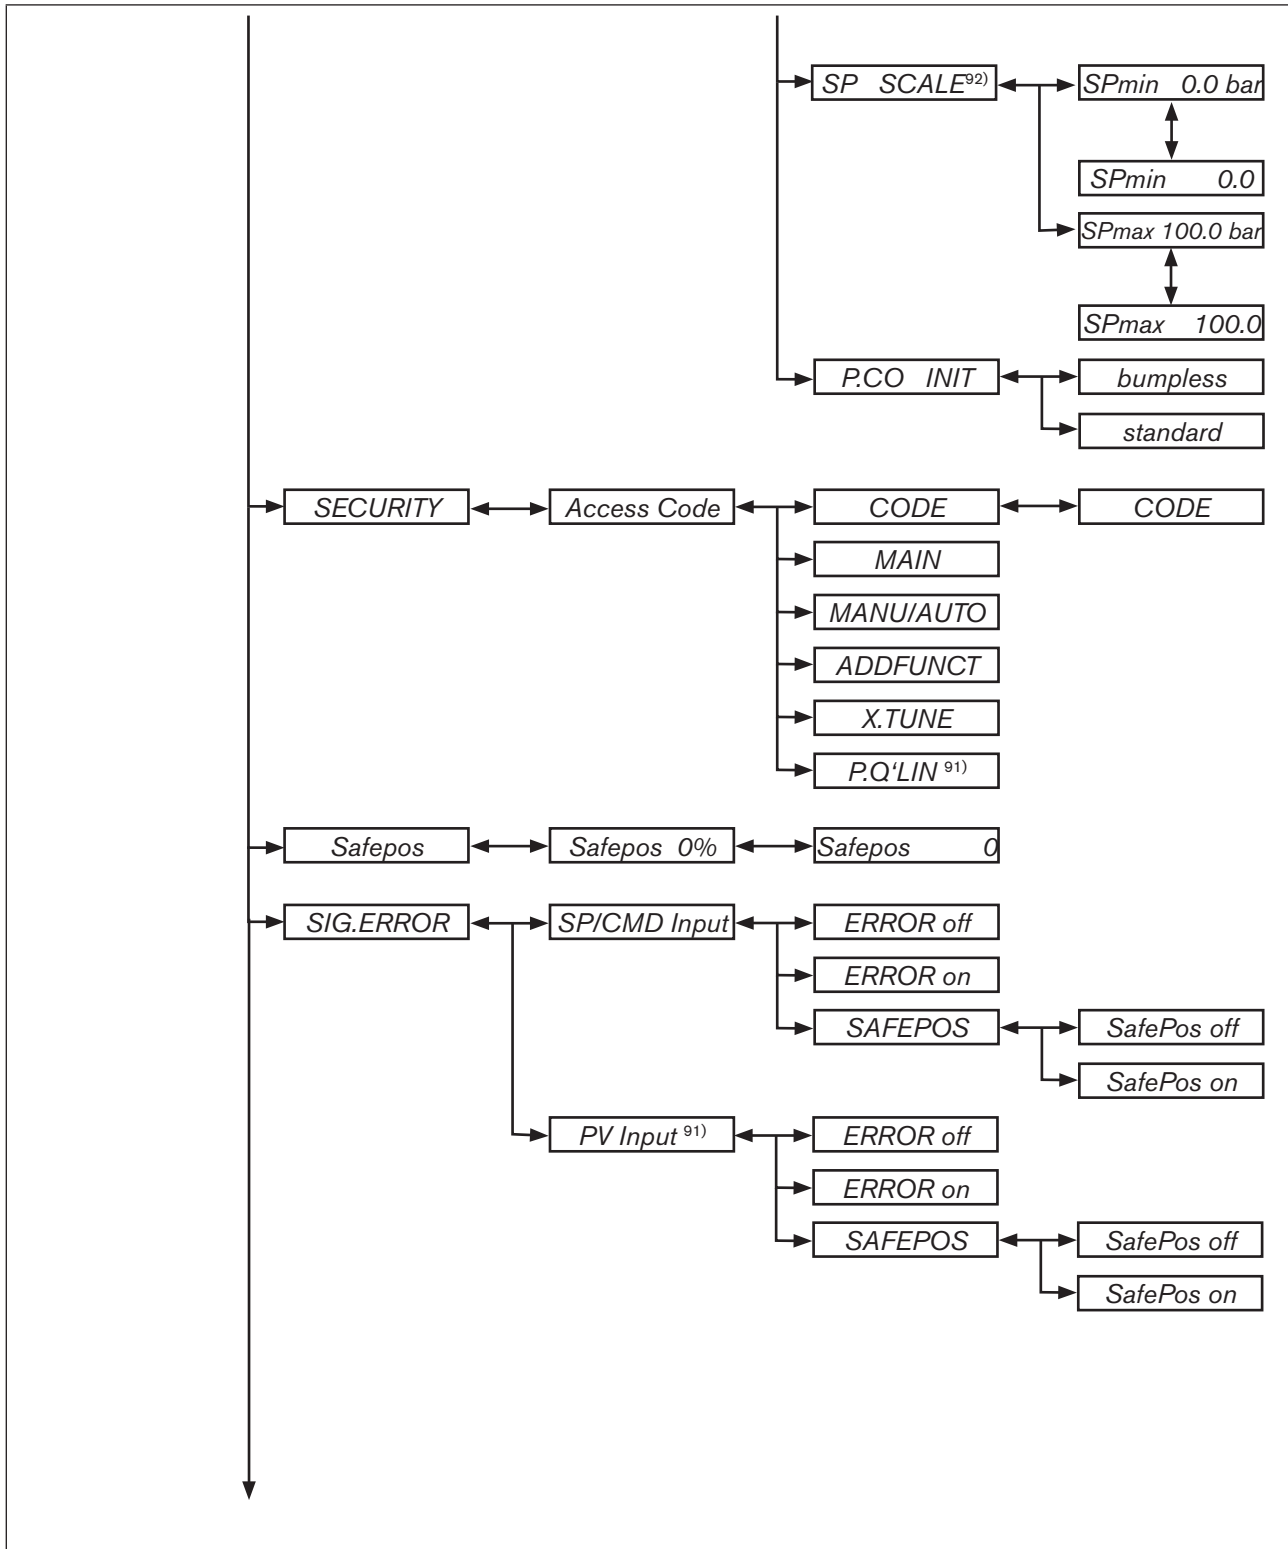 SP SCALE92)
SPmin 0.0 bar
SPmin 0.0
SPmax 100.0 bar
SPmax 100.0
P.CO INIT
bumpless
standard
SECURITY
Access Code
CODE
CODE
MAIN
MANU/AUTO
ADDFUNCT
X.TUNE
P.Q‘LIN 91)
Safepos
Safepos 0%
Safepos 0
SIG.ERROR
SP/CMD Input
ERROR off
ERROR on
SAFEPOS
SafePos off
SafePos on
PV Input 91)
ERROR off
ERROR on
SAFEPOS
SafePos off
SafePos on